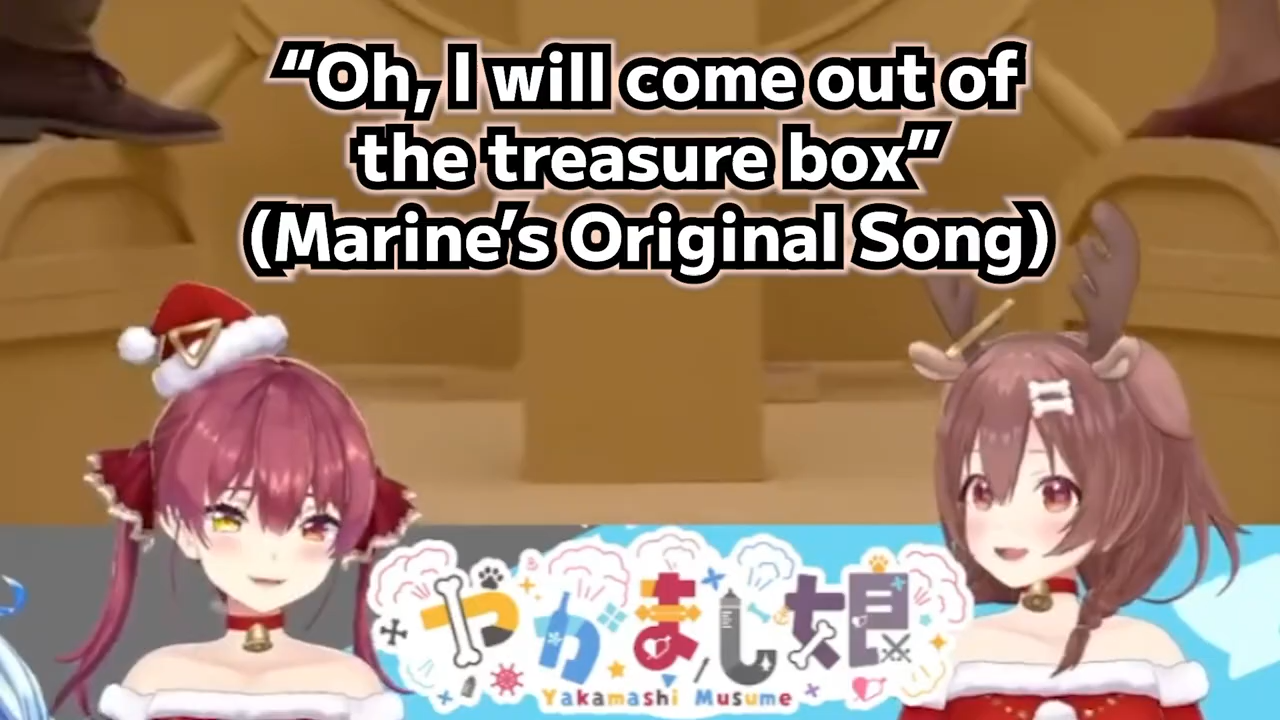 “Oh, I will come out of
the treasure box”
(Marine’s Original Song)
やかまし娘
Yakamashi Musume